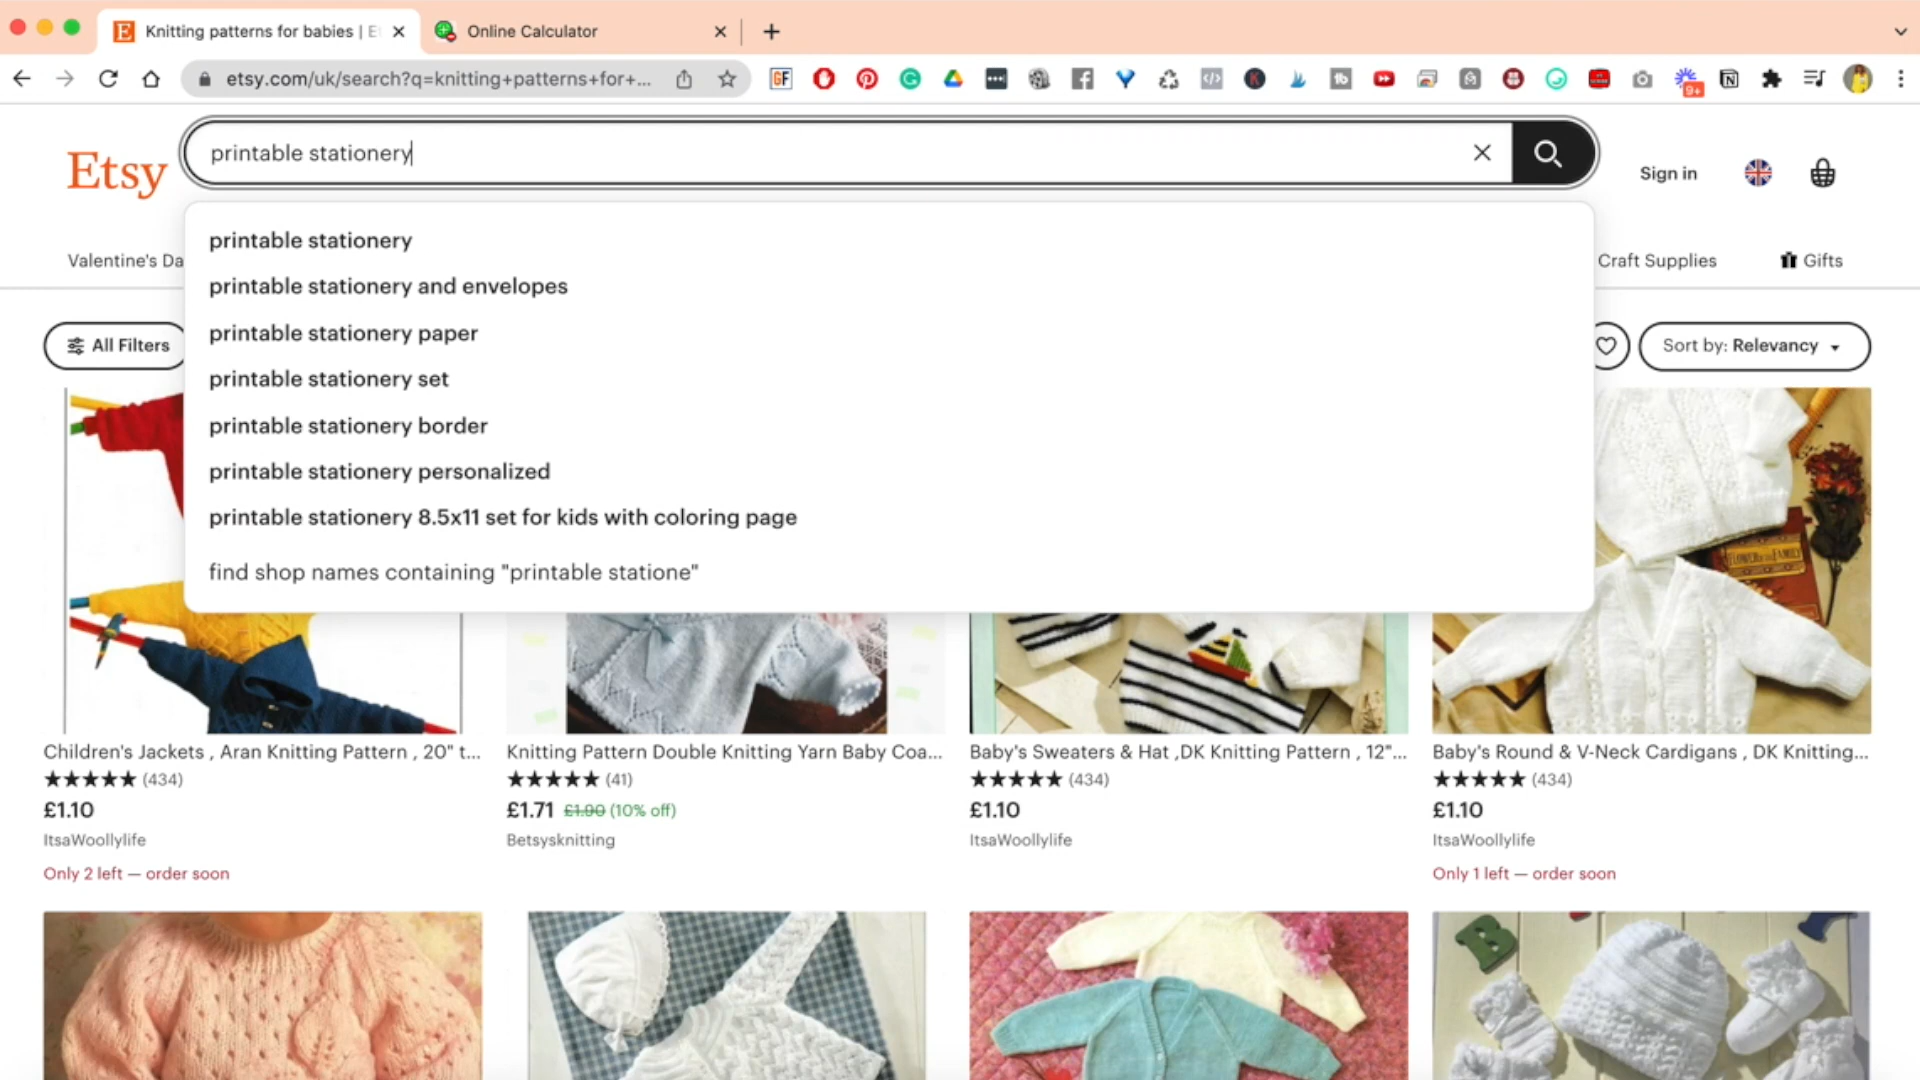 Knitting patterns for babies | E
Online Calculator
etsy.com/uk/search?q=knitting+patterns+for+...
GF
9+
Etsy
printable stationery
Sign in
printable stationery
printable stationery and envelopes
printable stationery paper
printable stationery set
printable stationery border
printable stationery personalized
printable stationery 8.5x11 set for kids with coloring page
find shop names containing "printable statione"
Valentine's Da
Craft Supplies
Gifts
All Filters
Sort by: Relevancy
Children's Jackets , Aran Knitting Pattern , 20" t...
(434)
£1.10
ItsaWoollylife
Only 2 left — order soon
Knitting Pattern Double Knitting Yarn Baby Coa...
(41)
£1.71 £1.90 (10% off)
Betsysknitting
Baby's Sweaters & Hat ,DK Knitting Pattern , 12"...
(434)
£1.10
ItsaWoollylife
Baby's Round & V-Neck Cardigans , DK Knitting...
(434)
£1.10
ItsaWoollylife
Only 1 left — order soon
B